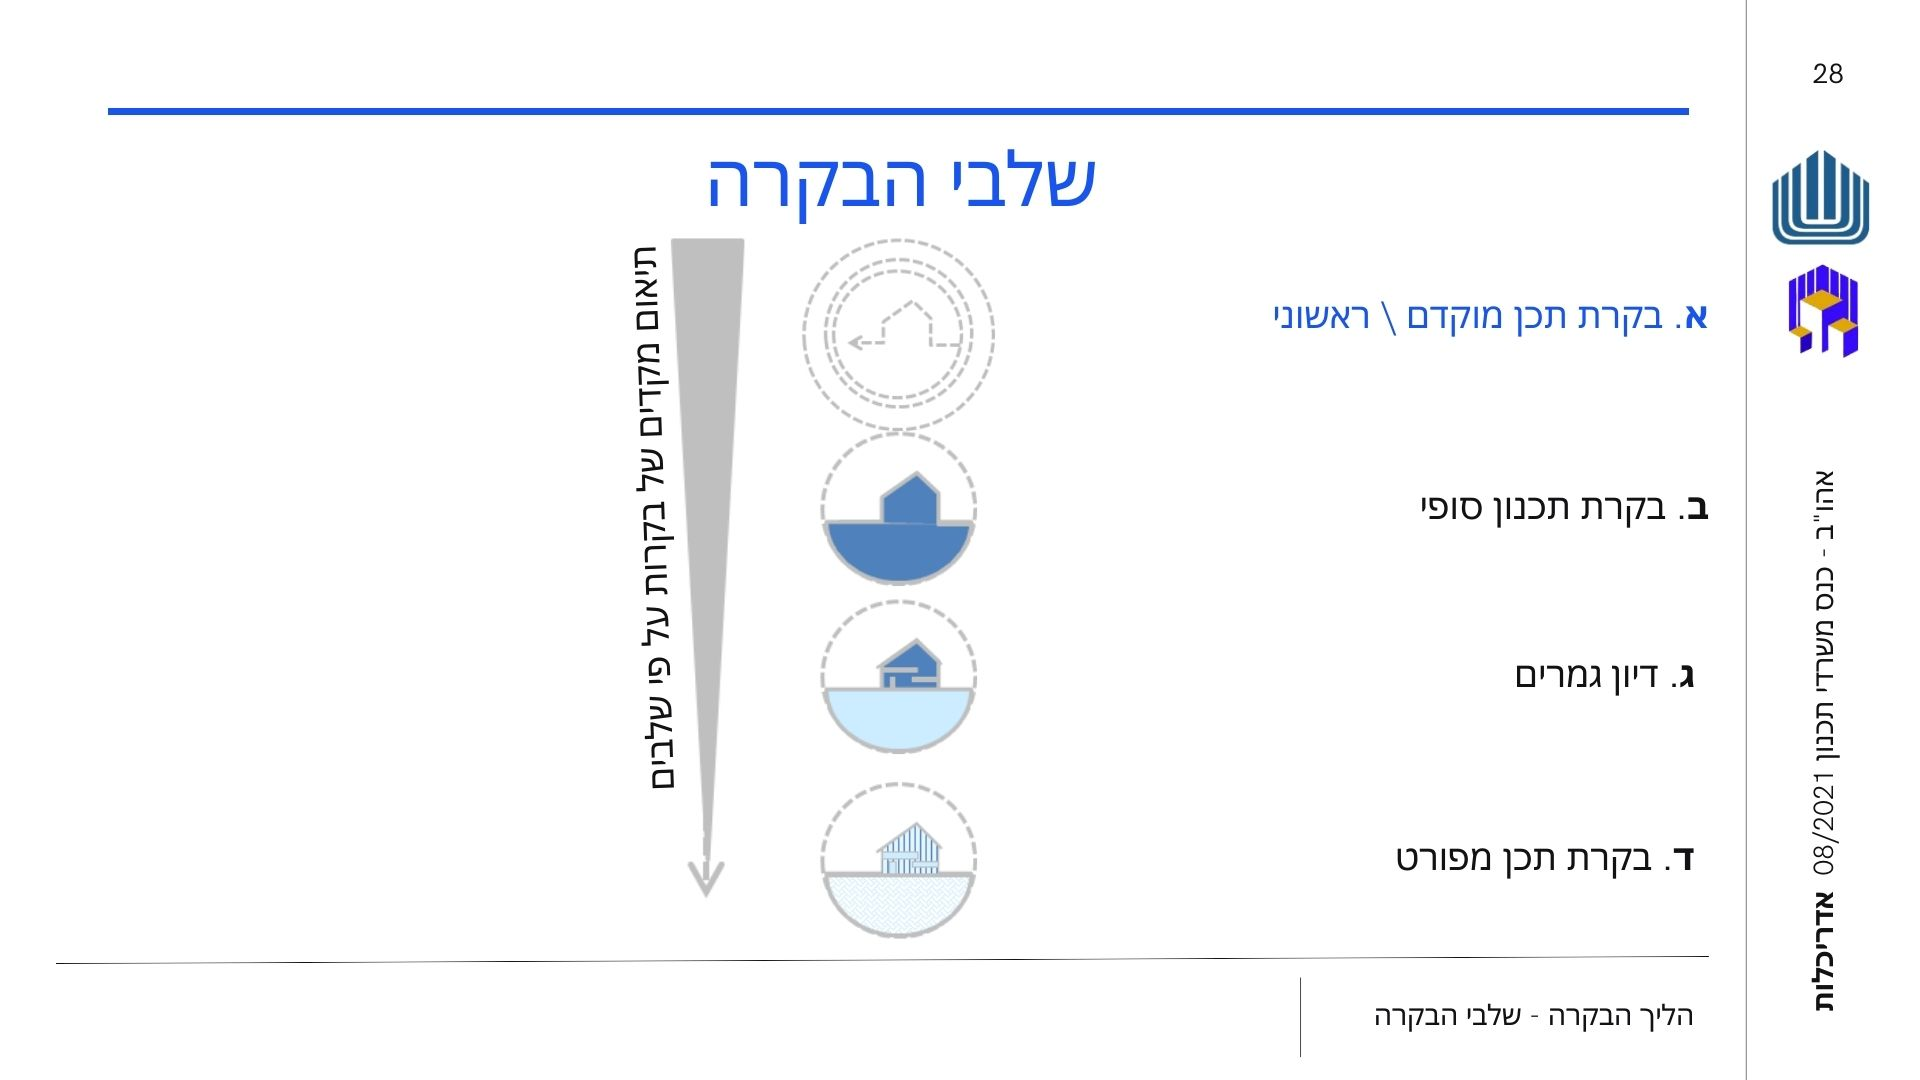 28
שלבי הבקרה
תיאום מקדים של בקרות על פי שלבים
א. בקרת תכן מוקדם \ ראשוני
ב. בקרת תכנון סופי
ג. דיון גמרים
ד. בקרת תכן מפורט
אדריכלות 08/2021 אהו"ב - כנס משרדי תכנון
הליך הבקרה - שלבי הבקרה